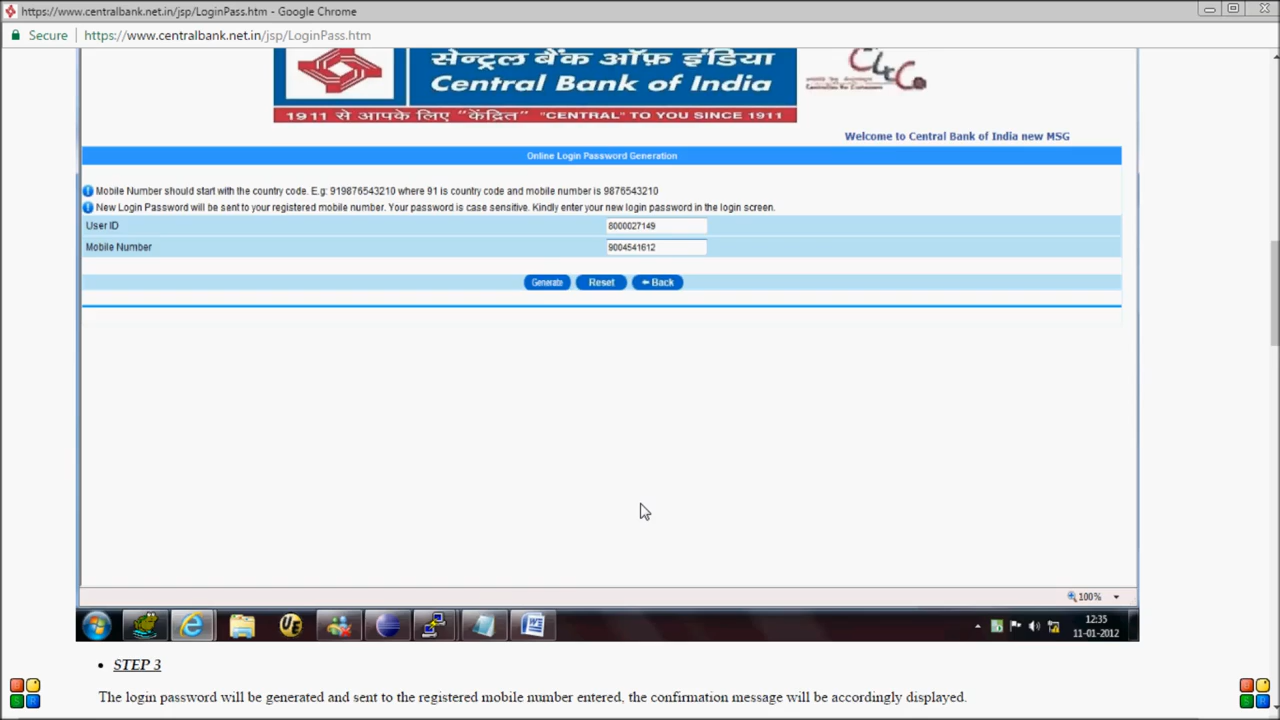 https://www.centralbank.net.in/jsp/LoginPass.htm - Google Chrome
Secure https://www.centralbank.net.in/jsp/LoginPass.htm
सेन्ट्रल बैंक ऑफ़ इंडिया
Central Bank of India
1911 से आपके लिए “केंद्रित” "CENTRAL" TO YOU SINCE 1911
Welcome to Central Bank of India new MSG
Online Login Password Generation
Mobile Number should start with the country code. E.g: 919876543210 where 91 is country code and mobile number is 9876543210
New Login Password will be sent to your registered mobile number. Your password is case sensitive. Kindly enter your new login password in the login screen.
User ID 8000027149
Mobile Number 9004541612
Generate Reset Back
100%
12:35
11-01-2012
• STEP 3
The login password will be generated and sent to the registered mobile number entered, the confirmation message will be accordingly displayed.